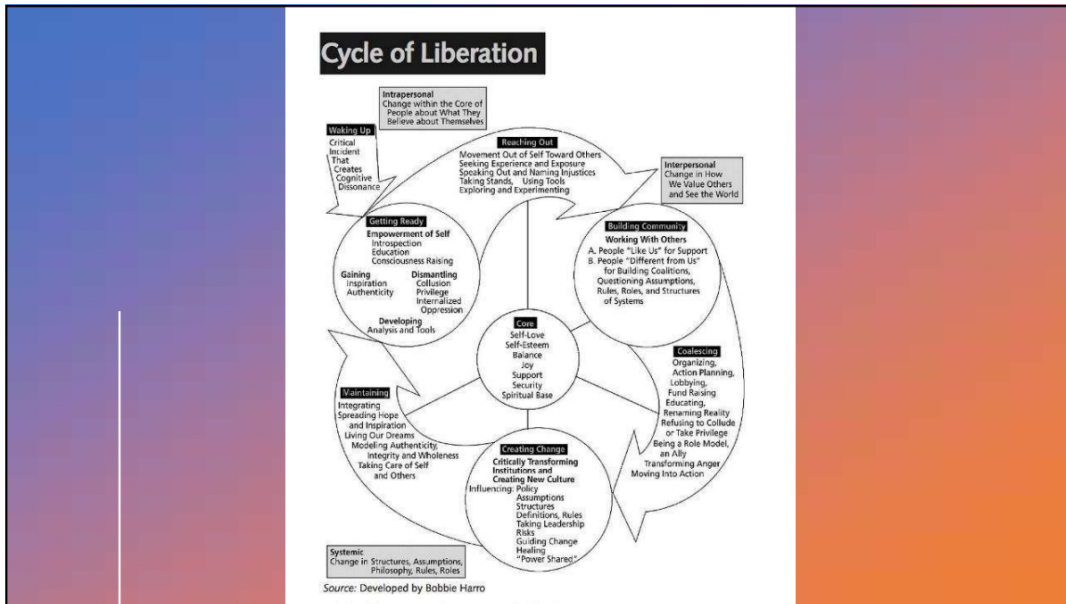 Cycle of Liberation
Intrapersonal
Change within the Core of
People about What They
Believe about Themselves
Waking Up
Critical
Incident
That
Creates
Cognitive
Dissonance
Reaching Out
Movement Out of Self Toward Others
Seeking Experience and Exposure
Speaking Out and Naming Injustices
Taking Stands, Using Tools
Exploring and Experimenting
Interpersonal
Change in How
We Value Others
and See the World
Getting Ready
Empowerment of Self
Introspection
Education
Consciousness Raising
Gaining
Inspiration
Authenticity
Dismantling
Collusion
Privilege
Internalized
Oppression
Developing
Analysis and Tools
Building Community
Working With Others
A. People "Like Us" for Support
B. People "Different from Us"
for Building Coalitions,
Questioning Assumptions,
Rules, Roles, and Structures
of Systems
Core
Self-Love
Self-Esteem
Balance
Joy
Support
Security
Spiritual Base
Coalescing
Organizing,
Action Planning,
Lobbying,
Fund Raising
Educating,
Renaming Reality
Refusing to Collude
or Take Privilege
Being a Role Model,
an Ally
Transforming Anger
Moving Into Action
Maintaining
Integrating
Spreading Hope
and Inspiration
Living Our Dreams
Modeling Authenticity,
Integrity and Wholeness
Taking Care of Self
and Others
Creating Change
Critically Transforming
Institutions and
Creating New Culture
Influencing: Policy
Assumptions
Structures
Definitions, Rules
Taking Leadership
Risks
Guiding Change
Healing
"Power Shared"
Systemic
Change in Structures, Assumptions,
Philosophy, Rules, Roles
Source: Developed by Bobbie Harro